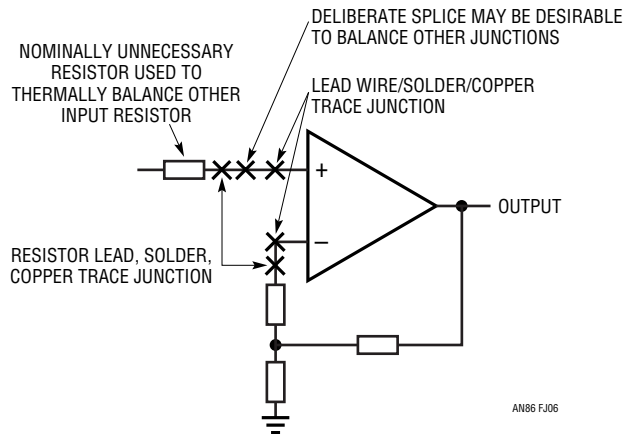 DELIBERATE SPLICE MAY BE DESIRABLE
TO BALANCE OTHER JUNCTIONS
NOMINALLY UNNECESSARY
RESISTOR USED TO
THERMALLY BALANCE OTHER
INPUT RESISTOR
LEAD WIRE/SOLDER/COPPER
TRACE JUNCTION
+
–
OUTPUT
RESISTOR LEAD, SOLDER,
COPPER TRACE JUNCTION
AN86 FJ06